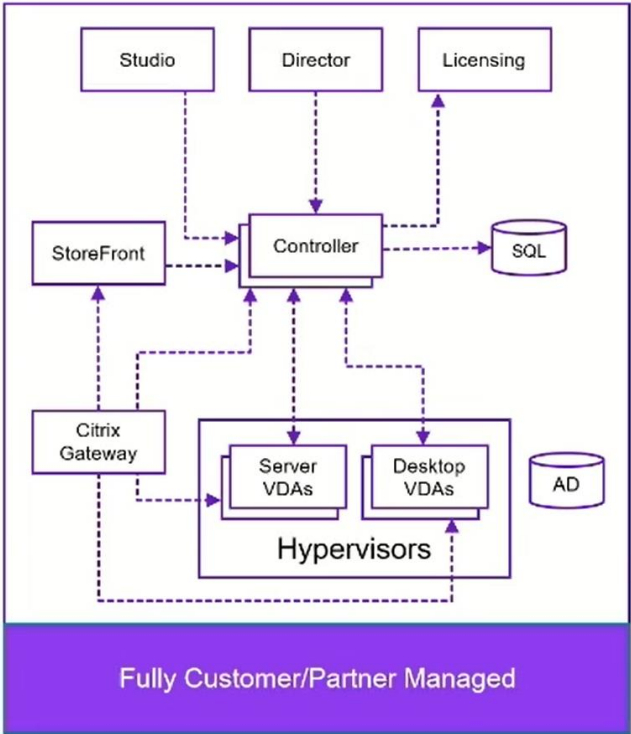 Studio
Director
Licensing
StoreFront
Controller
SQL
Citrix
Gateway
Server
VDAs
Desktop
VDAs
AD
Hypervisors
Fully Customer/Partner Managed